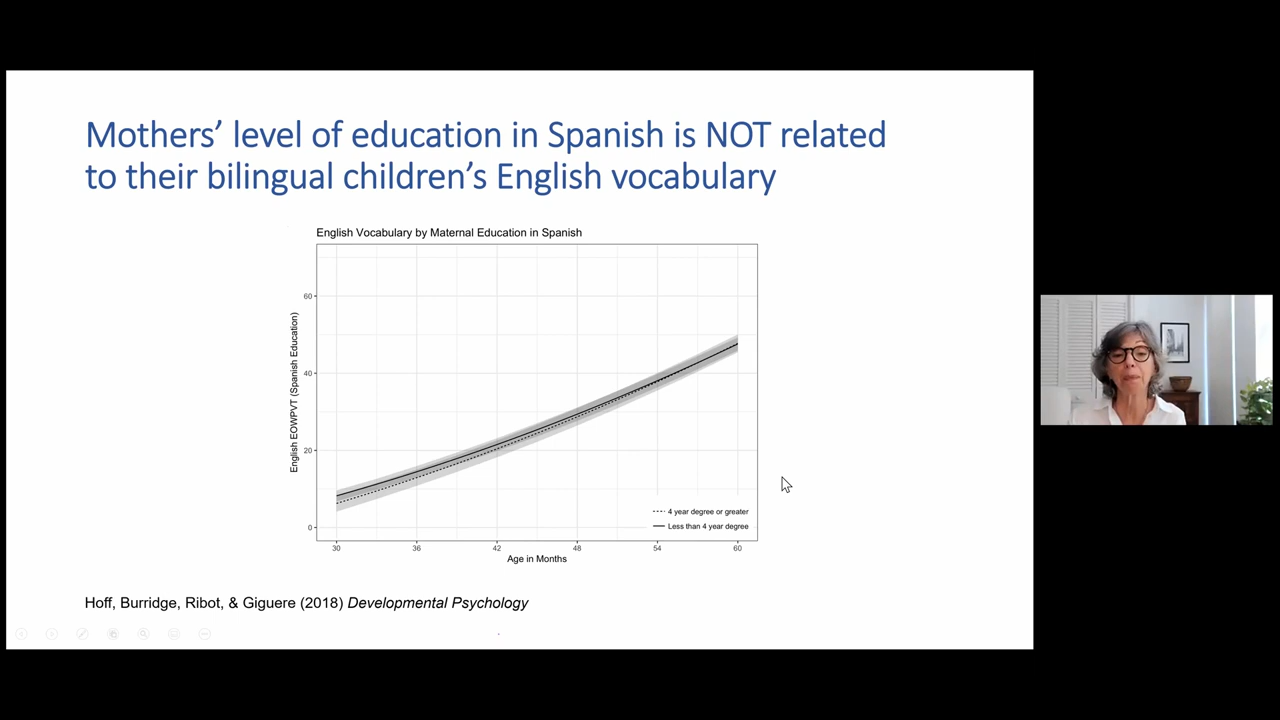 Mothers’ level of education in Spanish is NOT related
to their bilingual children’s English vocabulary
English Vocabulary by Maternal Education in Spanish
English EOWPVT (Spanish Education)
60
40
20
0
4 year degree or greater
Less than 4 year degree
30 36 42 48 54 60
Age in Months
Hoff, Burridge, Ribot, & Giguere (2018) Developmental Psychology